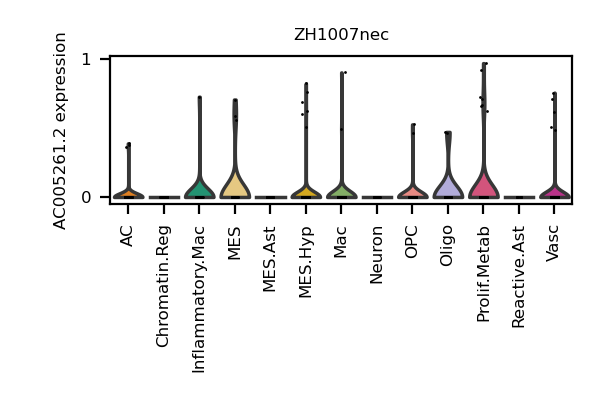 ZH1007nec
AC005261.2 expression
1
0
AC
Chromatin.Reg
Inflammatory.Mac
MES
MES.Ast
MES.Hyp
Mac
Neuron
OPC
Oligo
Prolif.Metab
Reactive.Ast
Vasc